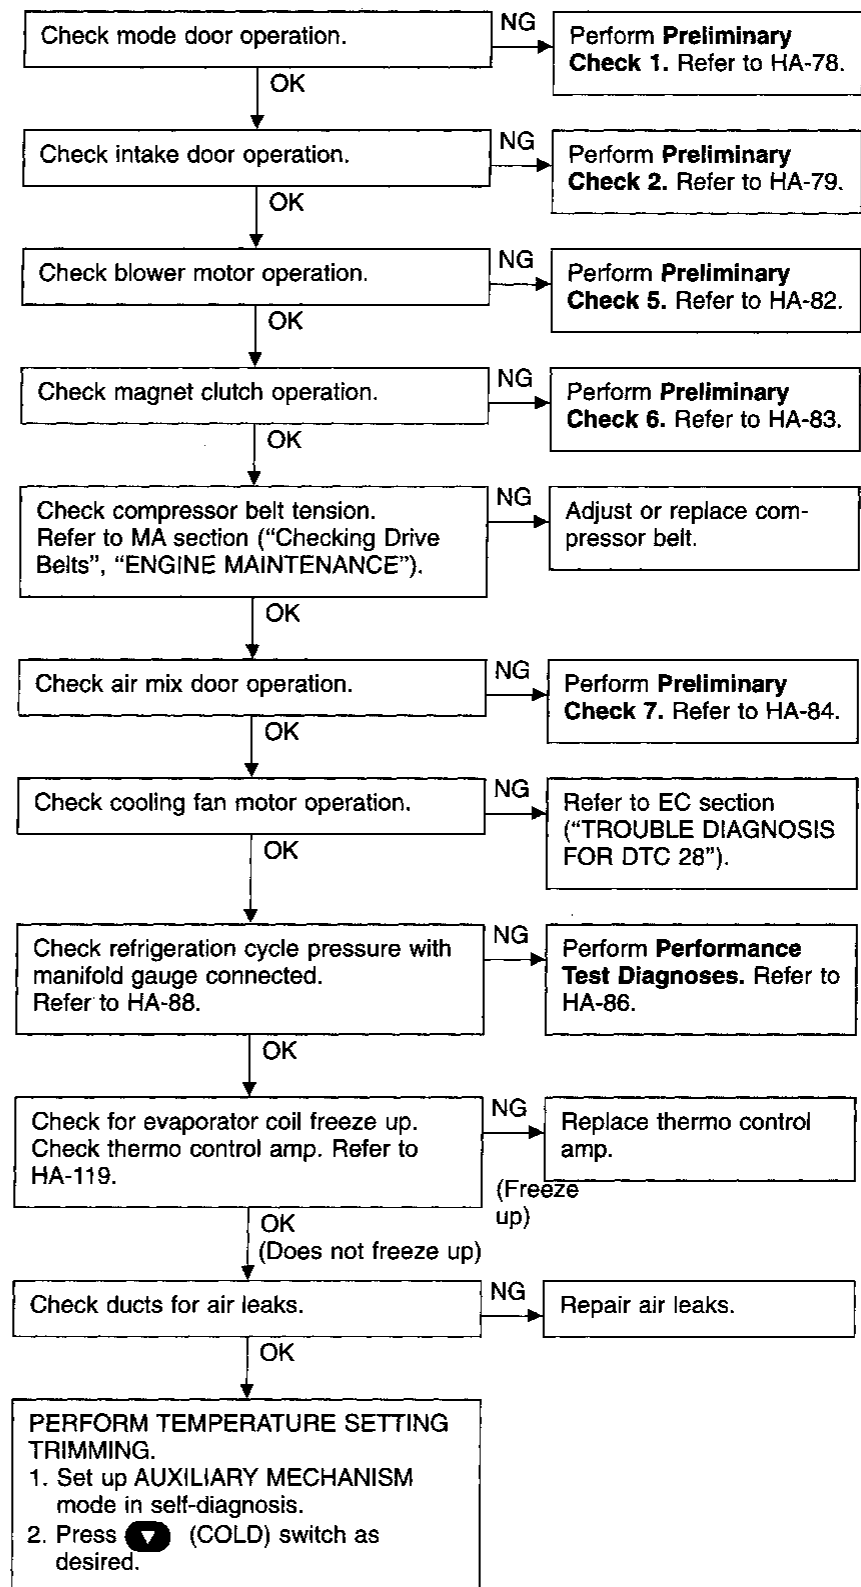 Check mode door operation.
NG
Perform Preliminary
Check 1. Refer to HA-78.
OK
Check intake door operation.
NG
Perform Preliminary
Check 2. Refer to HA-79.
OK
Check blower motor operation.
NG
Perform Preliminary
Check 5. Refer to HA-82.
OK
Check magnet clutch operation.
NG
Perform Preliminary
Check 6. Refer to HA-83.
OK
Check compressor belt tension.
Refer to MA section (“Checking Drive
Belts”, “ENGINE MAINTENANCE”).
NG
Adjust or replace com-
pressor belt.
OK
Check air mix door operation.
NG
Perform Preliminary
Check 7. Refer to HA-84.
OK
Check cooling fan motor operation.
NG
Refer to EC section
(“TROUBLE DIAGNOSIS
FOR DTC 28”).
OK
Check refrigeration cycle pressure with
manifold gauge connected.
Refer to HA-88.
NG
Perform Performance
Test Diagnoses. Refer to
HA-86.
OK
Check for evaporator coil freeze up.
Check thermo control amp. Refer to
HA-119.
NG
(Freeze
up)
Replace thermo control
amp.
OK
(Does not freeze up)
Check ducts for air leaks.
NG
Repair air leaks.
OK
PERFORM TEMPERATURE SETTING
TRIMMING.
1. Set up AUXILIARY MECHANISM
mode in self-diagnosis.
2. Press ▼ (COLD) switch as
desired.